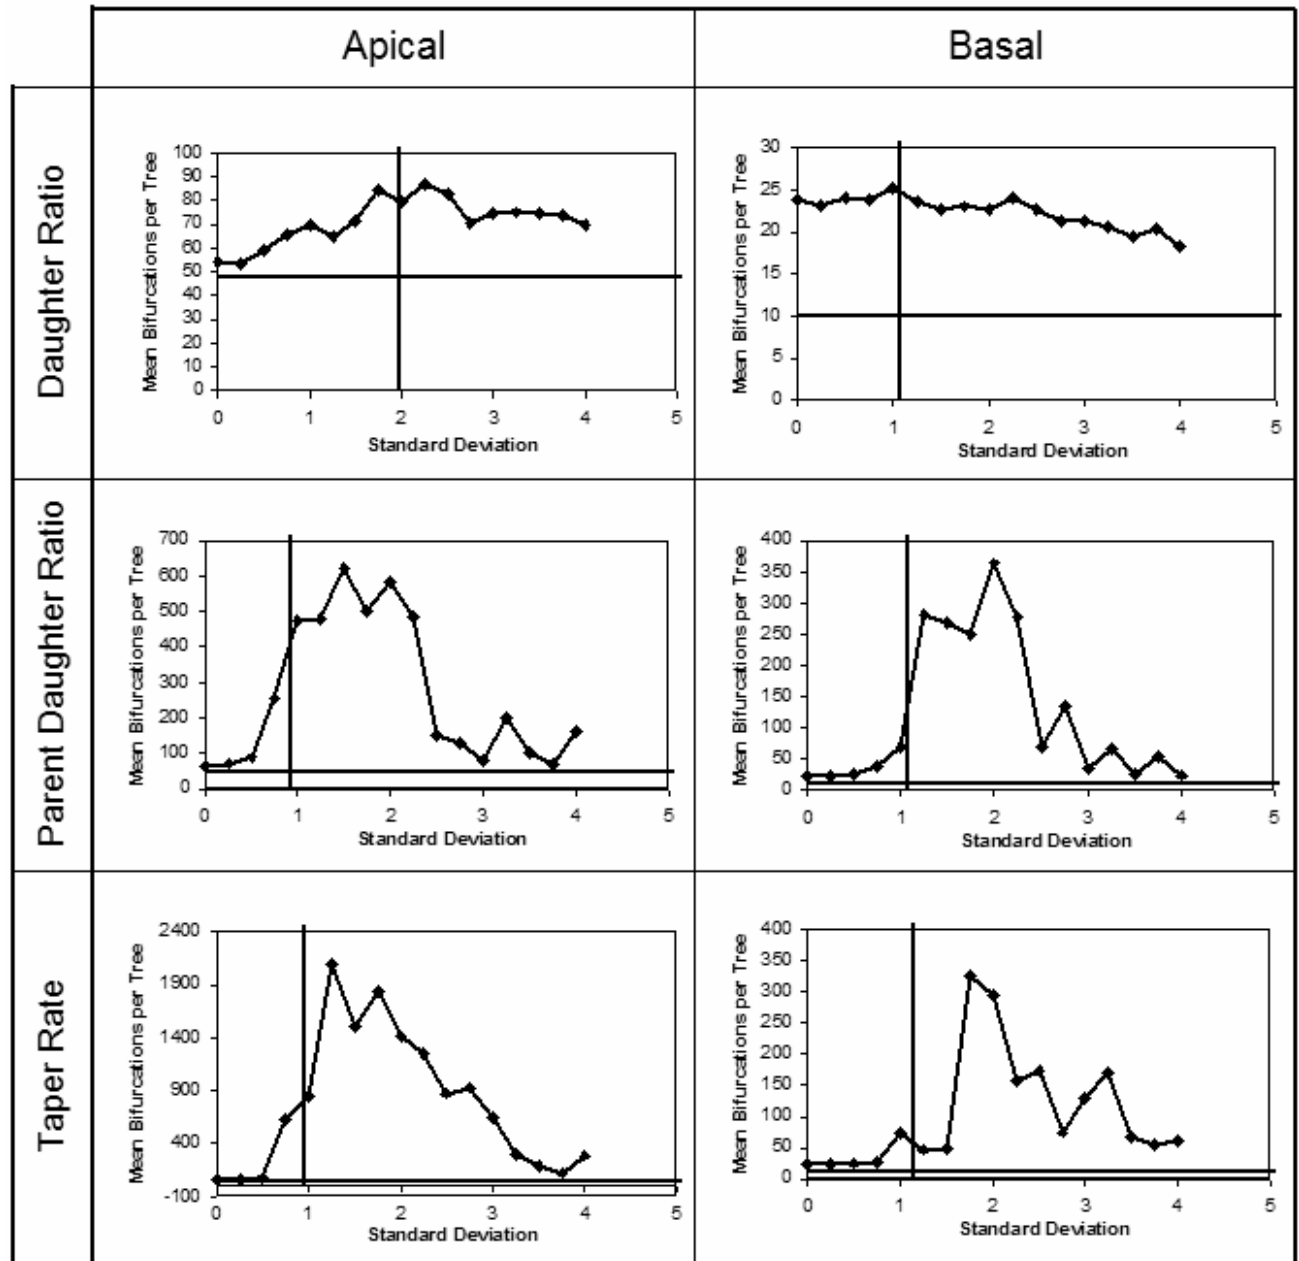 Apical
Basal
Daughter Ratio
Mean Bifurcations per Tree
100
90
80
70
60
50
40
30
20
10
0
0 1 2 3 4 5
Standard Deviation
Mean Bifurcations per Tree
30
25
20
15
10
5
0
0 1 2 3 4 5
Standard Deviation
Parent Daughter Ratio
Mean Bifurcations per Tree
700
600
500
400
300
200
100
0
0 1 2 3 4 5
Standard Deviation
Mean Bifurcations per Tree
400
350
300
250
200
150
100
50
0
0 1 2 3 4 5
Standard Deviation
Taper Rate
Mean Bifurcations per Tree
2400
1900
1400
900
400
-100
0 1 2 3 4 5
Standard Deviation
Mean Bifurcations per Tree
400
350
300
250
200
150
100
50
0
0 1 2 3 4 5
Standard Deviation